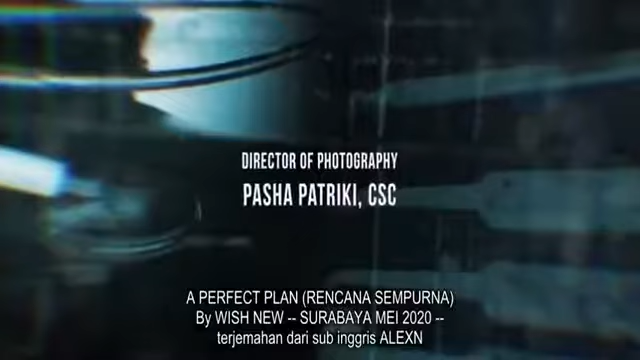 DIRECTOR OF PHOTOGRAPHY
PASHA PATRIKI, CSC
A PERFECT PLAN (RENCANA SEMPURNA)
By WISH NEW -- SURABAYA MEI 2020 --
terjemahan dari sub inggris ALEXN